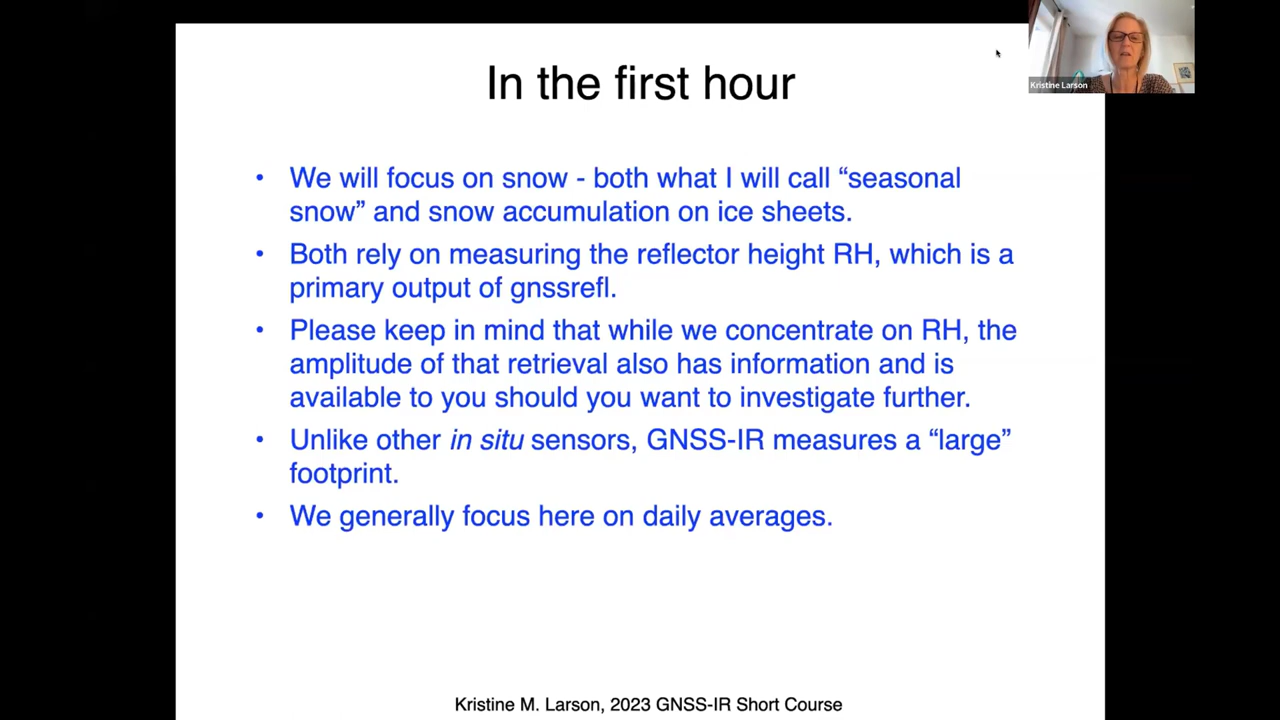 In the first hour
Kristine Larson
• We will focus on snow - both what I will call “seasonal
snow” and snow accumulation on ice sheets.
• Both rely on measuring the reflector height RH, which is a
primary output of gnssrefl.
• Please keep in mind that while we concentrate on RH, the
amplitude of that retrieval also has information and is
available to you should you want to investigate further.
• Unlike other in situ sensors, GNSS-IR measures a “large”
footprint.
• We generally focus here on daily averages.
Kristine M. Larson, 2023 GNSS-IR Short Course